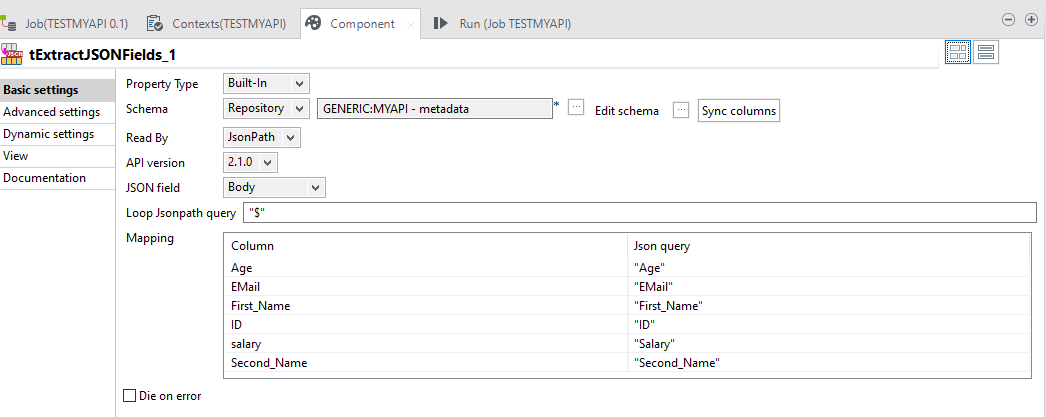 Job(TESTMYAPI 0.1) Contexts(TESTMYAPI) Component Run (Job TESTMYAPI)
tExtractJSONFields_1
Basic settings
Advanced settings
Dynamic settings
View
Documentation
Property Type Built-In
Schema Repository GENERIC:MYAPI - metadata * ... Edit schema ... Sync columns
Read By JsonPath
API version 2.1.0
JSON field Body
Loop Jsonpath query "$"
Mapping
Column Json query
Age "Age"
EMail "EMail"
First_Name "First_Name"
ID "ID"
salary "Salary"
Second_Name "Second_Name"
Die on error